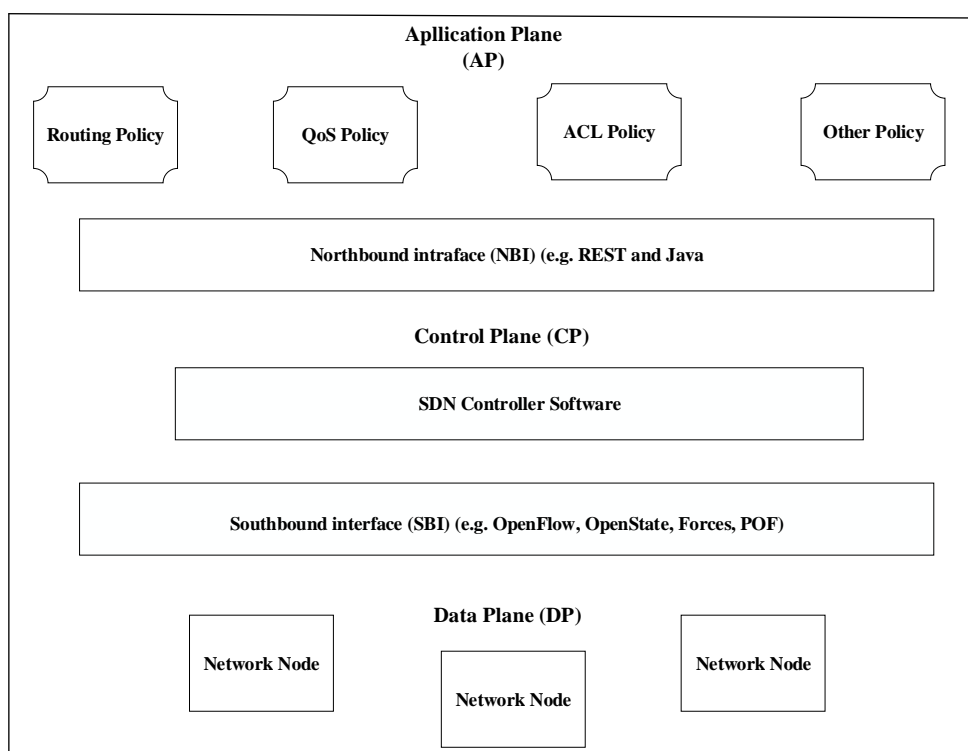 Apllication Plane
(AP)
Routing Policy
QoS Policy
ACL Policy
Other Policy
Northbound intraface (NBI) (e.g. REST and Java
Control Plane (CP)
SDN Controller Software
Southbound interface (SBI) (e.g. OpenFlow, OpenState, Forces, POF)
Data Plane (DP)
Network Node
Network Node
Network Node